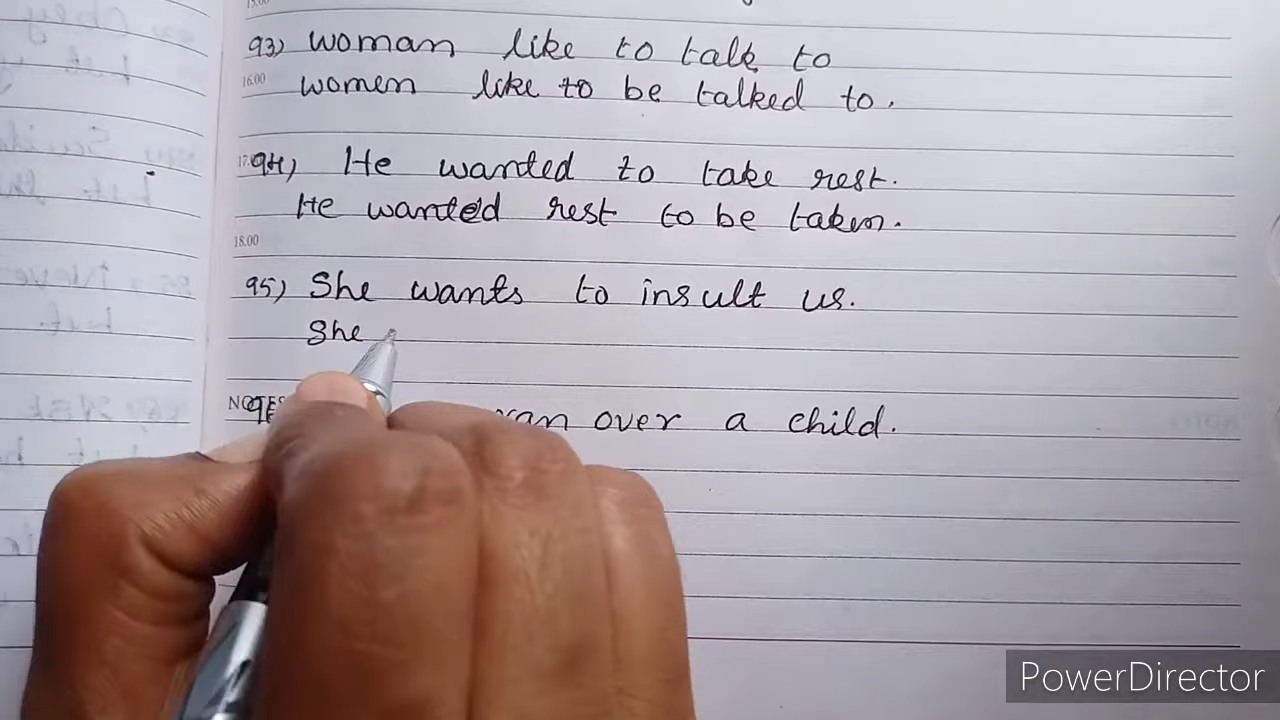 15.00
93) woman like to talk to
16.00 women like to be talked to.
17. 94) He wanted to take rest.
He wanted rest to be taken.
18.00
95) She wants to insult us.
She
NOTES over a child.
PowerDirector